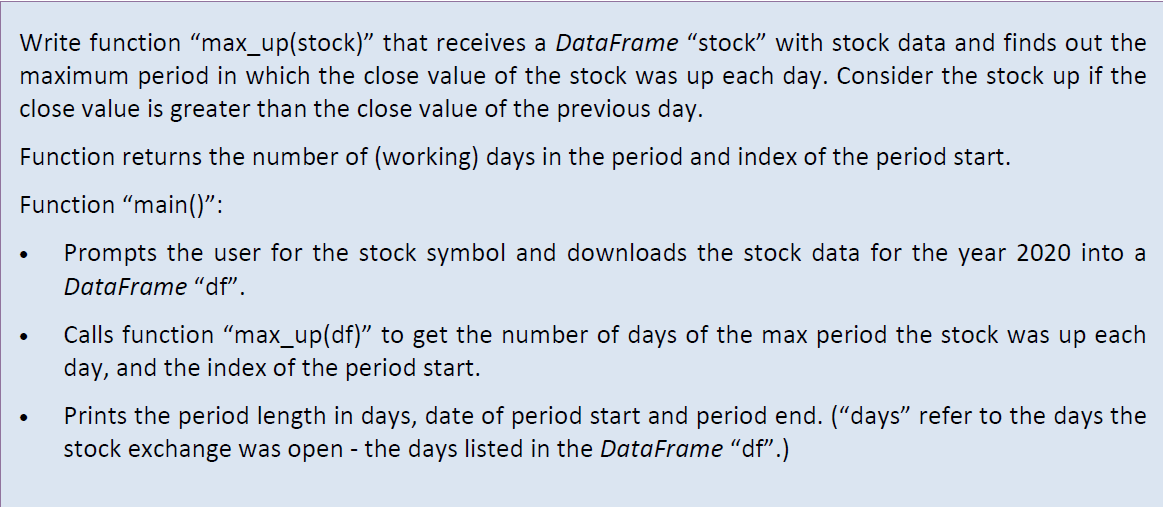 Write function “max_up(stock)” that receives a DataFrame “stock” with stock data and finds out the
maximum period in which the close value of the stock was up each day. Consider the stock up if the
close value is greater than the close value of the previous day.
Function returns the number of (working) days in the period and index of the period start.
Function “main()”:
• Prompts the user for the stock symbol and downloads the stock data for the year 2020 into a
DataFrame “df”.
• Calls function “max_up(df)” to get the number of days of the max period the stock was up each
day, and the index of the period start.
• Prints the period length in days, date of period start and period end. (“days” refer to the days the
stock exchange was open - the days listed in the DataFrame “df”.)